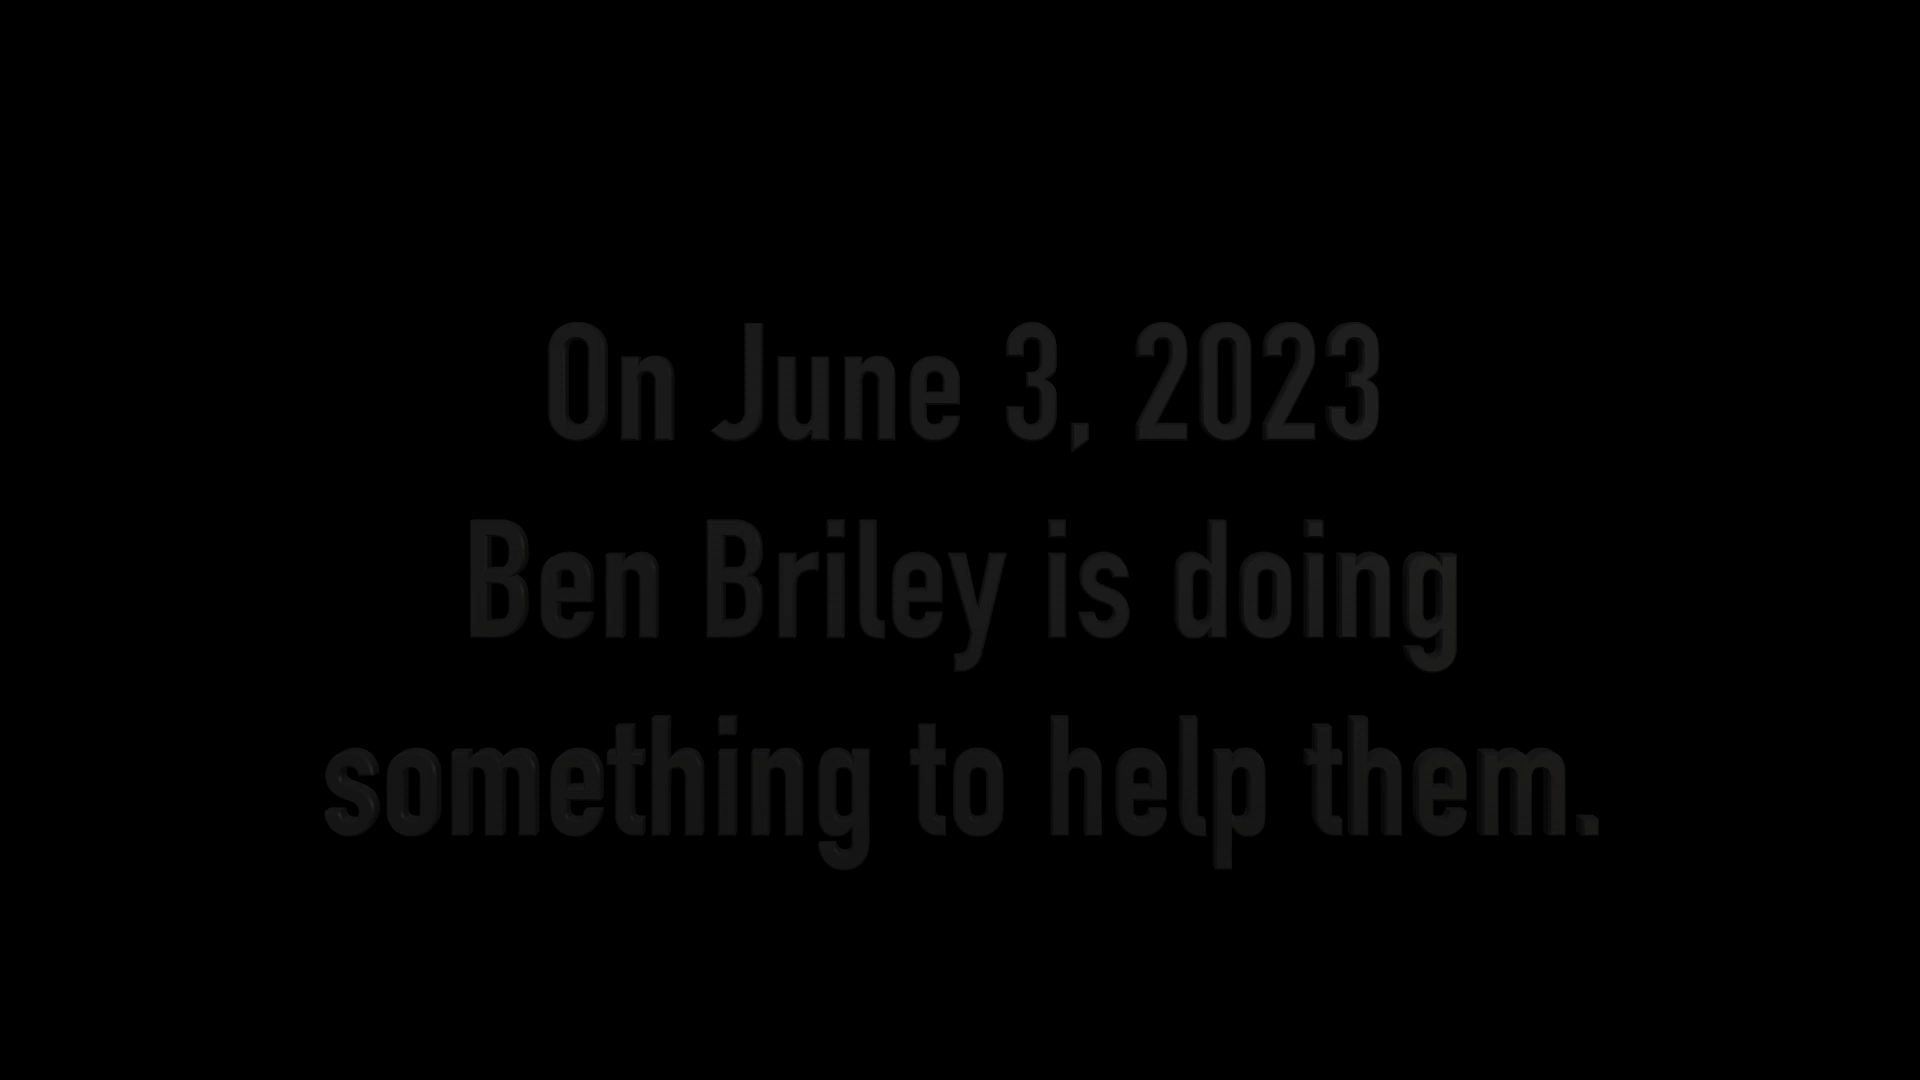 On June 3, 2023
Ben Briley is doing
something to help them.